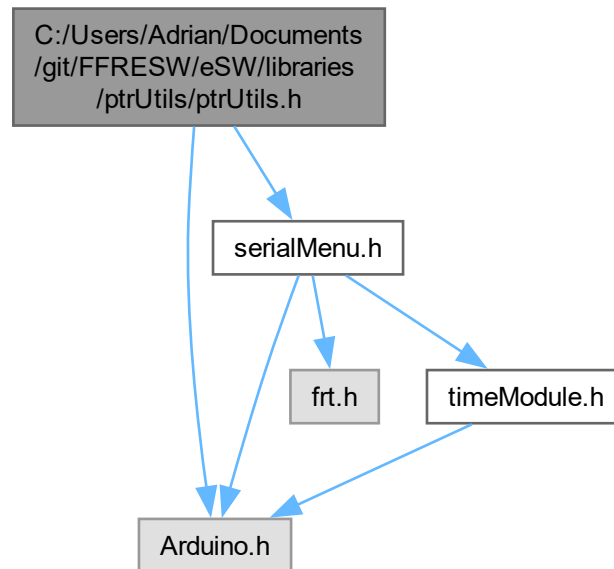 C:/Users/Adrian/Documents
/git/FFRESW/eSW/libraries
/ptrUtils/ptrUtils.h
serialMenu.h
frt.h
timeModule.h
Arduino.h